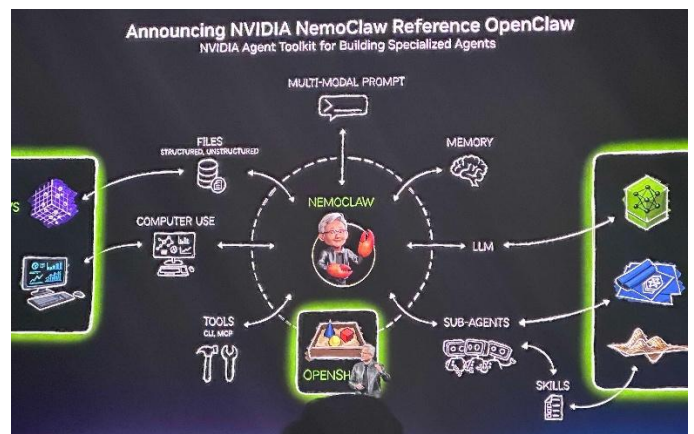 Announcing NVIDIA NemoClaw Reference OpenClaw
NVIDIA Agent Toolkit for Building Specialized Agents
MULTI-MODAL PROMPT
FILES
STRUCTURED, UNSTRUCTURED
MEMORY
NEMOCLAW
COMPUTER USE
LLM
TOOLS
CLI, MCP
SUB-AGENTS
OPENSH
SKILLS